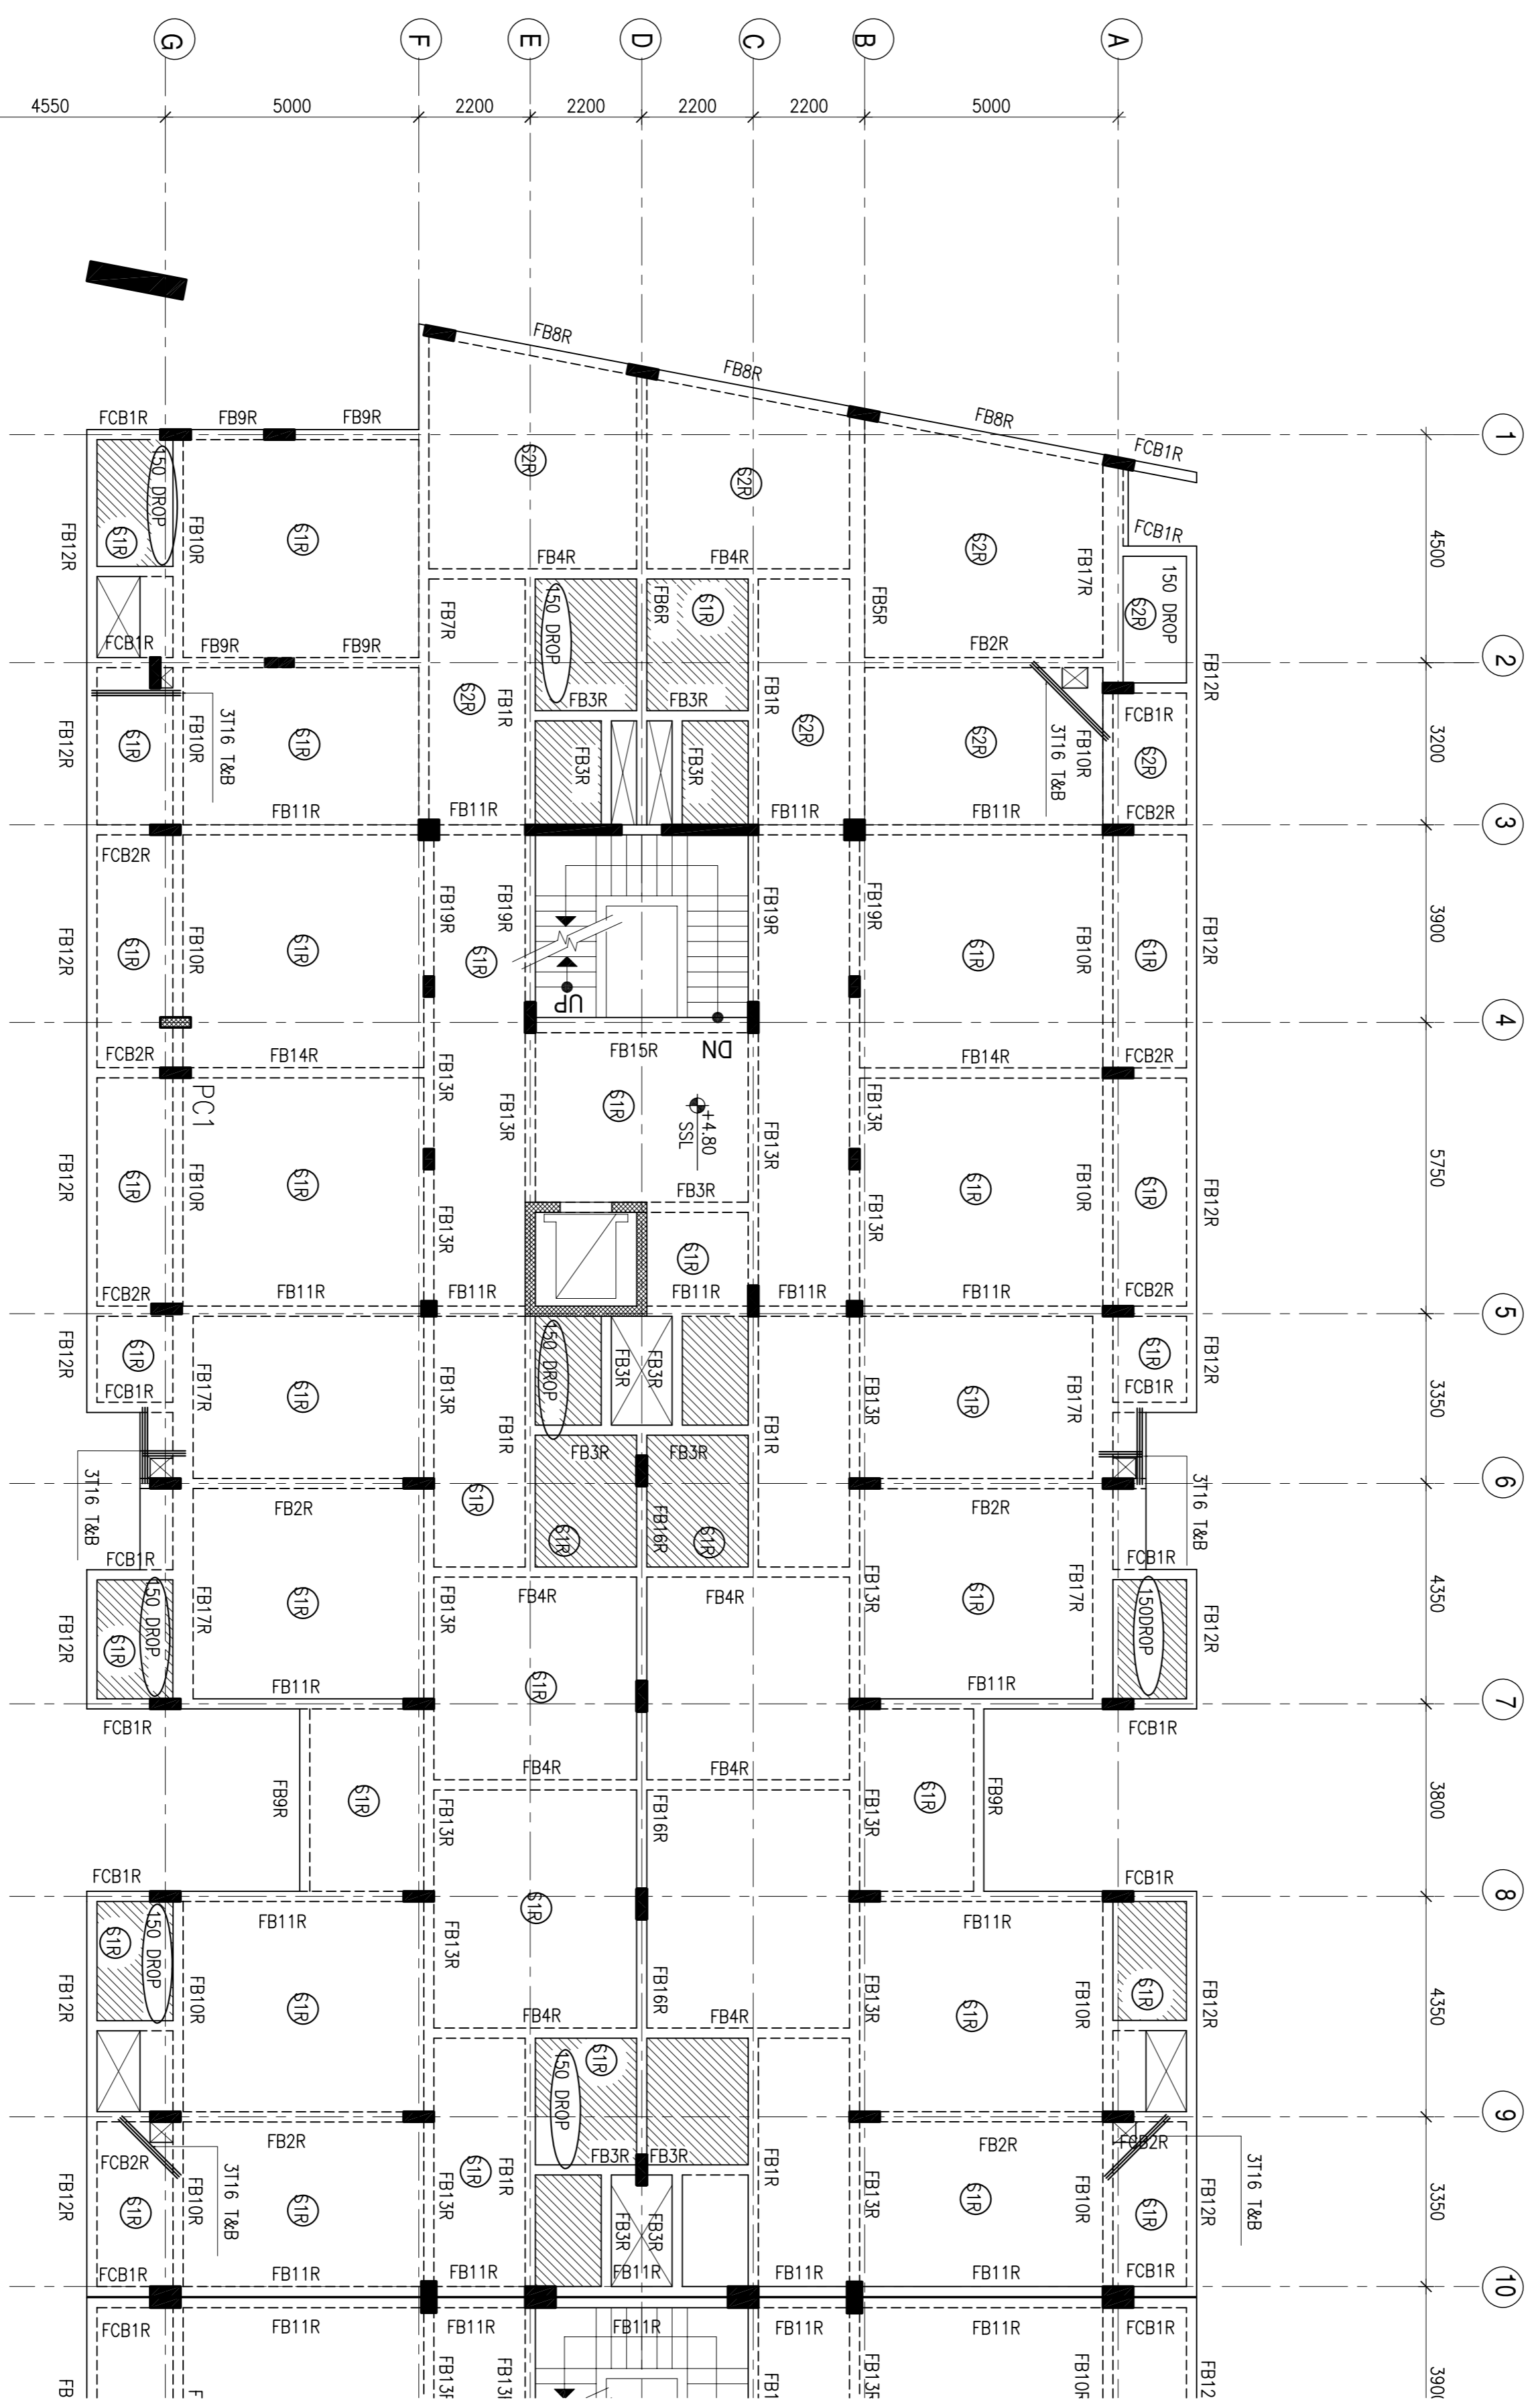 G
F
E
D
C
B
A
4550
5000
2200
2200
2200
2200
5000
FB8R
FB8R
FB8R
FCB1R
FCB1R
FB9R
FB9R
1
S2R
S2R
150 DROP
S1R
FB12R
FB10R
S1R
S2R
FB17R
FCB1R
150 DROP
S2R
4500
FB4R
FB4R
FB7R
150 DROP
FB6R
S1R
FB5R
FCB1R
FB9R
FB9R
FB2R
FB12R
2
S2R
FB1R
FB3R
FB3R
FB1R
S2R
FCB1R
3T16 T&B
FB12R
S1R
FB10R
S1R
FB3R
FB3R
S2R
3T16 T&B
FB10R
S2R
3200
FB11R
FB11R
FB11R
FB11R
FCB2R
3
FCB2R
FB19R
FB19R
FB19R
FB19R
FB12R
S1R
FB10R
S1R
S1R
S1R
FB10R
S1R
FB12R
3900
UP
4
FCB2R
FB14R
FB13R
FB15R
DN
FB14R
FCB2R
PC1
FB13R
S1R
+4.80
SSL
FB13R
FB13R
FB12R
S1R
FB10R
S1R
FB3R
S1R
FB10R
S1R
FB12R
5750
FB13R
S1R
FB13R
FCB2R
FB11R
FB11R
FB11R
FB11R
FB11R
FCB2R
5
FB12R
S1R
FCB1R
FB17R
S1R
FB13R
150 DROP
FB3R
FB3R
FB13R
S1R
FB17R
S1R
FCB1R
FB12R
3350
FB1R
FB3R
FB3R
FB1R
6
3T16 T&B
FB2R
S1R
S1R
FB16R
S1R
FB2R
3T16 T&B
FCB1R
FB17R
S1R
FB13R
FB4R
FB4R
FB13R
S1R
FB17R
FCB1R
4350
FB12R
S1R
150 DROP
150DROP
FB12R
FB11R
S1R
FB11R
7
FCB1R
FCB1R
FB4R
FB4R
FB9R
S1R
FB13R
FB16R
FB13R
S1R
FB9R
3800
FCB1R
FCB1R
8
S1R
150 DROP
FB11R
FB13R
S1R
FB11R
FB12R
FB10R
S1R
FB16R
FB13R
S1R
FB10R
S1R
FB12R
4350
FB4R
FB4R
150 DROP
S1R
9
FCB2R
FB2R
FB3R
FB3R
FB2R
FCB2R
3T16 T&B
FB12R
S1R
FB10R
S1R
FB13R
S1R
FB1R
FB3R
FB3R
FB1R
FB13R
S1R
FB10R
S1R
FB12R
3T16 T&B
3350
FCB1R
FB11R
FB11R
FB11R
FB11R
FB11R
FCB1R
10
FCB1R
FB11R
FB11R
FB11R
FB11R
FB11R
FCB1R
FB
F
FB13R
FB13
FB1
FB13R
FB10R
FB12
3900